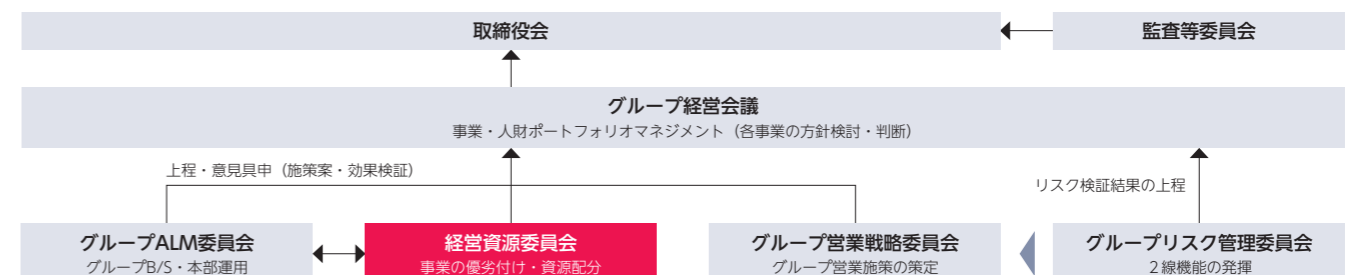 取締役会
監査等委員会
グループ経営会議
事業・人財ポートフォリオマネジメント（各事業の方針検討・判断）
上程・意見具申（施策案・効果検証）
リスク検証結果の上程
グループALM委員会
グループB/S・本部運用
経営資源委員会
事業の優劣付け・資源配分
グループ営業戦略委員会
グループ営業施策の策定
グループリスク管理委員会
２線機能の発揮